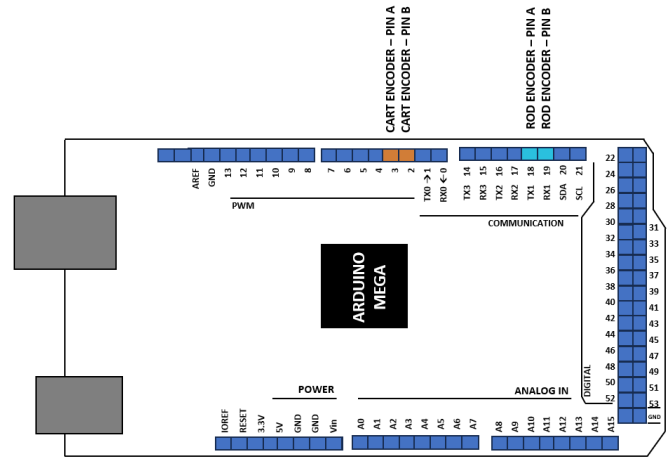 CART ENCODER – PIN A
CART ENCODER – PIN B
ROD ENCODER – PIN A
ROD ENCODER – PIN B
AREF
GND
13
12
11
10
9
8
7
6
5
4
3
2
TX0 → 1
RX0 ← 0
TX3 14
RX3 15
TX2 16
RX2 17
TX1 18
RX1 19
SDA 20
SCL 21
PWM
COMMUNICATION
22
24
26
28
30
32
34
36
38
40
42
44
46
48
50
52
31
33
35
37
39
41
43
45
47
49
51
53
GND
DIGITAL
ARDUINO
MEGA
POWER
ANALOG IN
IOREF
RESET
3.3V
5V
GND
GND
Vin
A0
A1
A2
A3
A4
A5
A6
A7
A8
A9
A10
A11
A12
A13
A14
A15